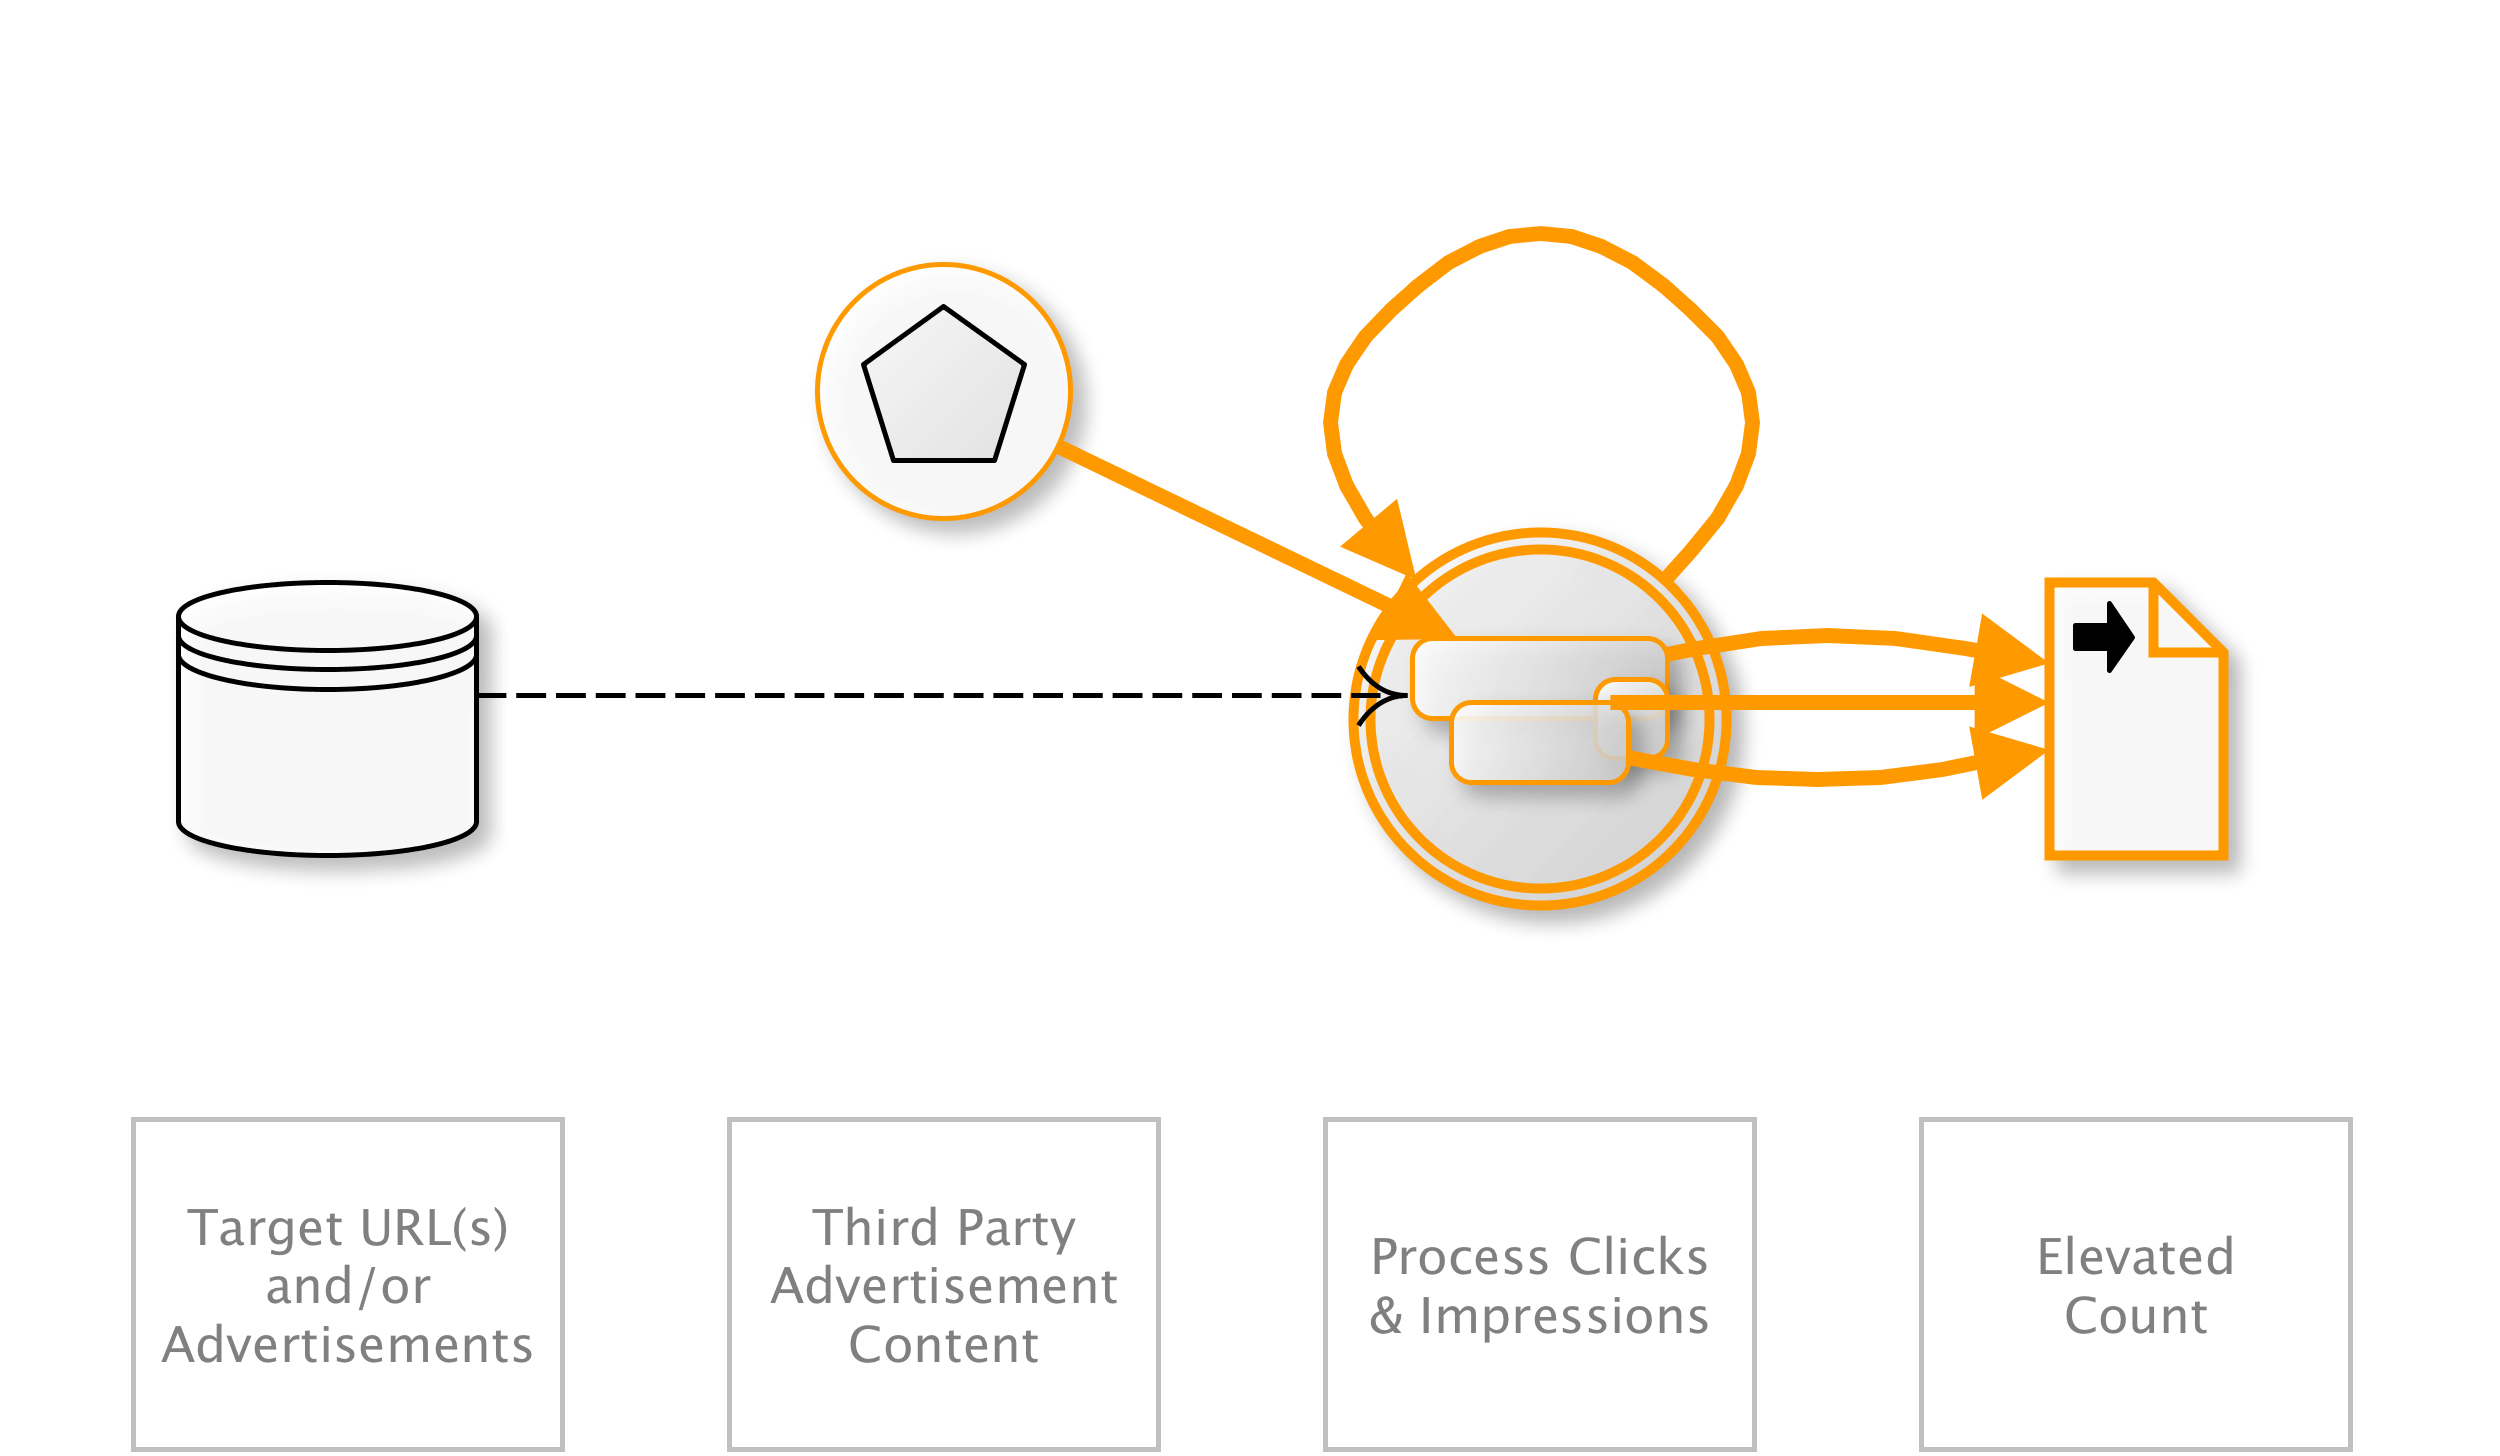 Target URL(s)
and/or
Advertisements
Third Party
Advertisement
Content
Process Clicks
& Impressions
Elevated
Count